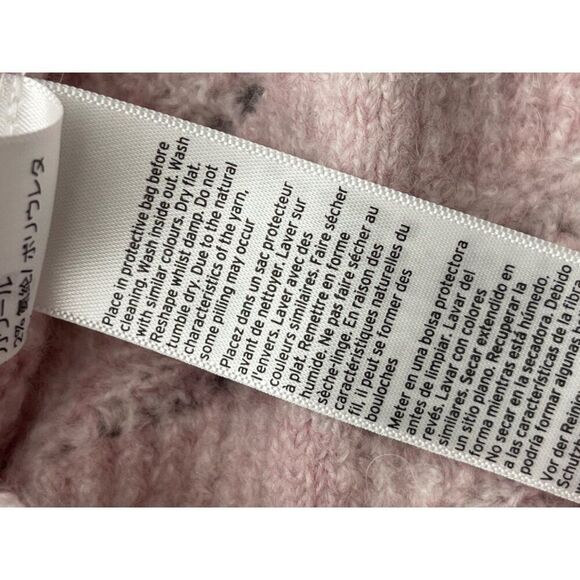 Place in protective bag before
cleaning. Wash inside out. Wash
with similar colours. Dry flat.
Reshape whilst damp. Do not
tumble dry. Due to the natural
characteristics of the yarn,
some pilling may occur
Placez dans un sac protecteur
avant de nettoyer. Laver sur
l'envers. Laver avec des
couleurs similaires. Faire sécher
à plat. Remettre en forme
humide. Ne pas faire sécher au
sèche-linge. En raison des
caractéristiques naturelles du
fil, il peut se former des
bouloches
Meter en una bolsa protectora
antes de limpiar. Lavar del
revés. Lavar con colores
similares. Secar extendido en
un sitio plano. Recuperar la
forma mientras está húmedo.
No secar en la secadora. Debido
a las características de la fibra
podría formar algunas
Vor der Reini
Schutz
2% ポリウレタ